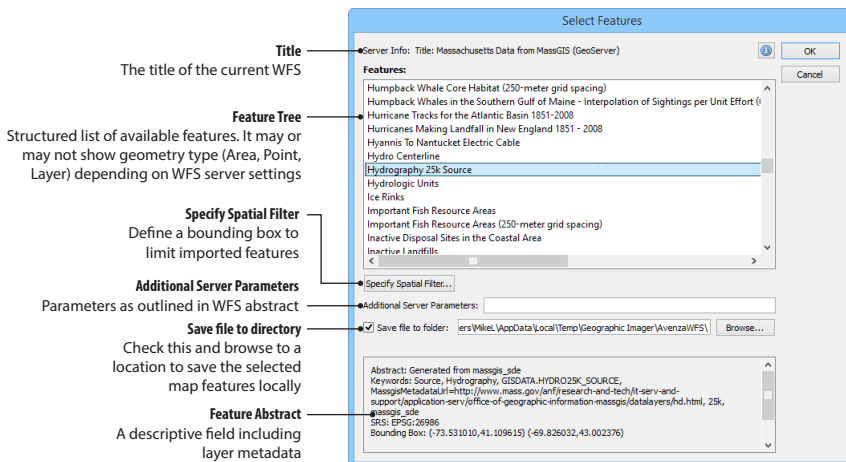 Select Features
Title
The title of the current WFS
Feature Tree
Structured list of available features. It may or
may not show geometry type (Area, Point,
Layer) depending on WFS server settings
Specify Spatial Filter
Define a bounding box to
limit imported features
Additional Server Parameters
Parameters as outlined in WFS abstract
Save file to directory
Check this and browse to a
location to save the selected
map features locally
Feature Abstract
A descriptive field including
layer metadata
Server Info: Title: Massachusetts Data from MassGIS (GeoServer)
OK
Cancel
Features:
Humpback Whale Core Habitat (250-meter grid spacing)
Humpback Whales in the Southern Gulf of Maine - Interpolation of Sightings per Unit Effort (
Hurricane Tracks for the Atlantic Basin 1851-2008
Hurricanes Making Landfall in New England 1851 - 2008
Hyannis To Nantucket Electric Cable
Hydro Centerline
Hydrography 25k Source
Hydrologic Units
Ice Rinks
Important Fish Resource Areas
Important Fish Resource Areas (250-meter grid spacing)
Inactive Disposal Sites in the Coastal Area
Inactive Landfills
Specify Spatial Filter...
Additional Server Parameters:
Save file to folder: ers\MikeL\AppData\Local\Temp\Geographic Imager\AvenzaWFS\ Browse...
Abstract: Generated from massgis_sde
Keywords: Source, Hydrography, GISDATA.HYDRO25K_SOURCE,
MassgisMetadataUrl=http://www.mass.gov/anf/research-and-tech/it-serv-and-
support/application-serv/office-of-geographic-information-massgis/datalayers/hd.html, 25k,
massgis_sde
SRS: EPSG:26986
Bounding Box: (-73.531010,41.109615) (-69.826032,43.002376)